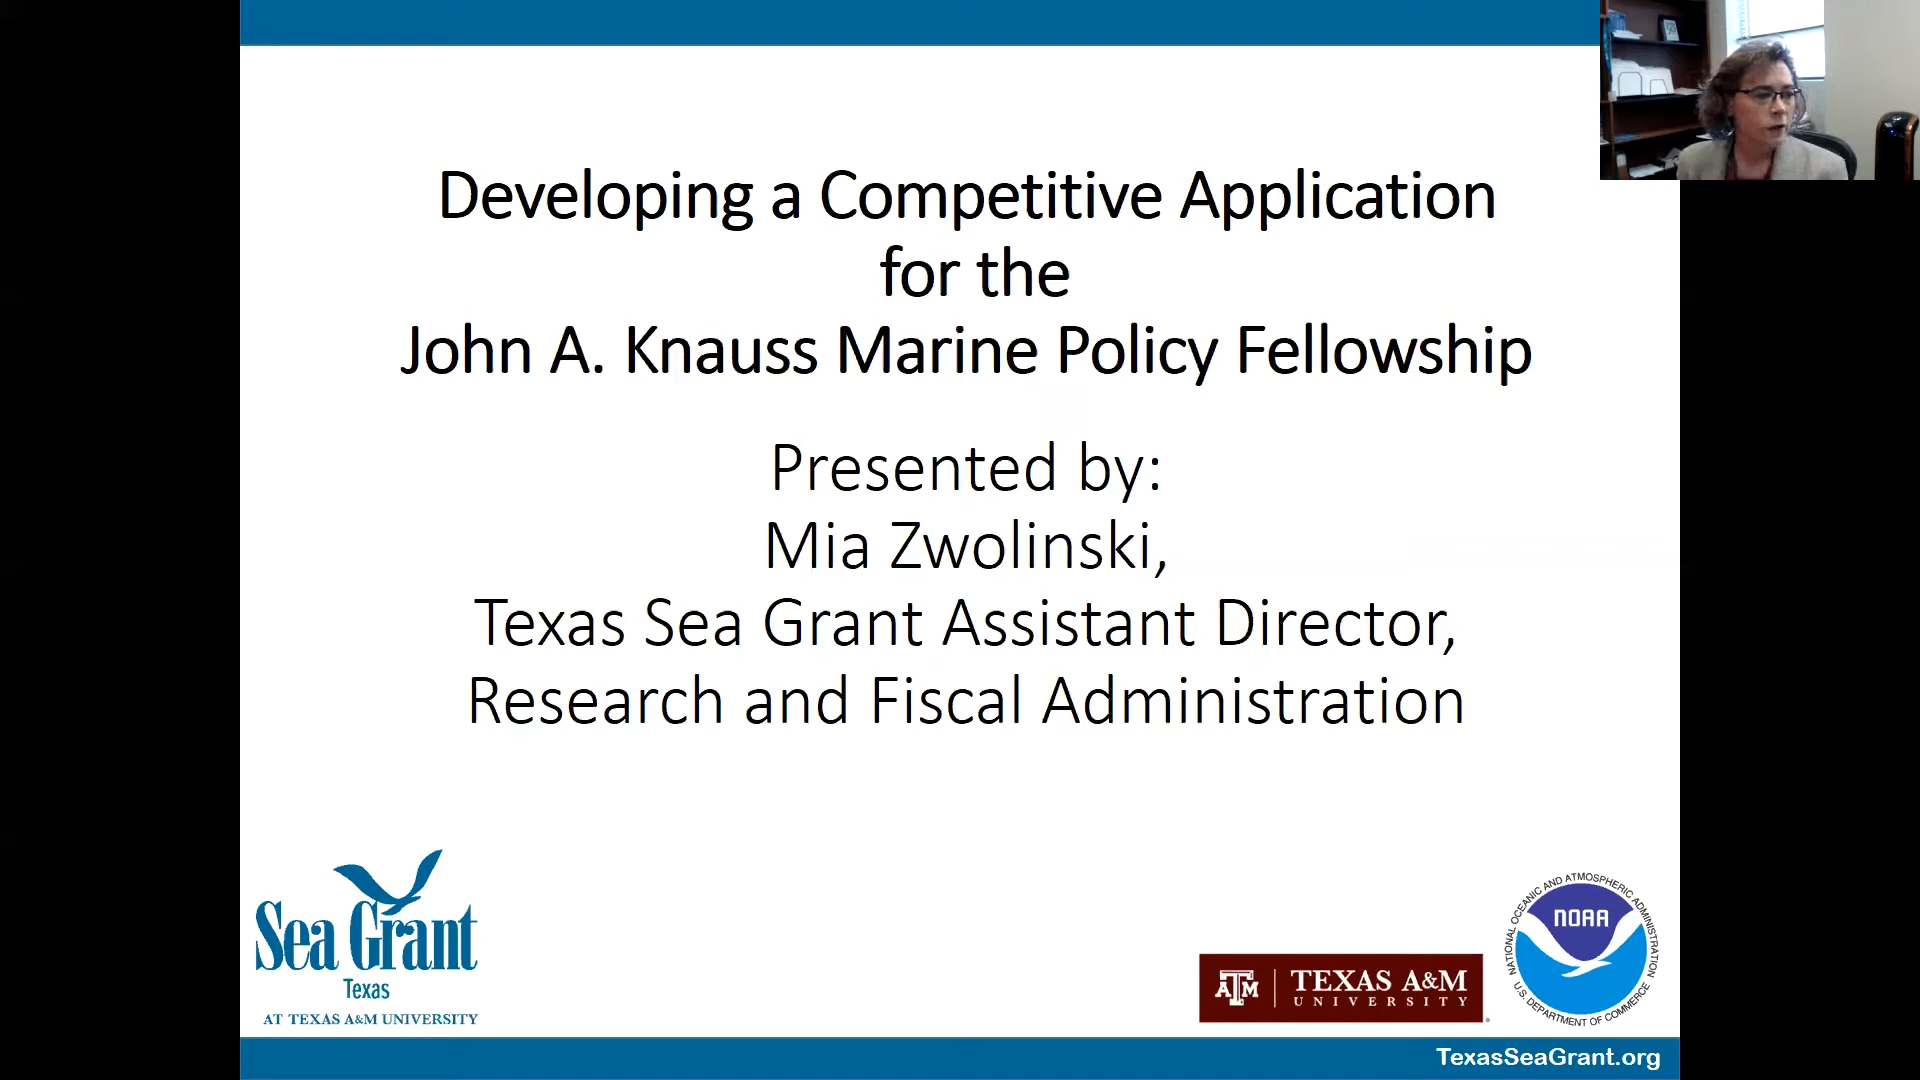 Developing a Competitive Application
for the
John A. Knauss Marine Policy Fellowship
Presented by:
Mia Zwolinski,
Texas Sea Grant Assistant Director,
Research and Fiscal Administration
Sea Grant
Texas
AT TEXAS A&M UNIVERSITY
ATM
TEXAS A&M
UNIVERSITY
NATIONAL OCEANIC AND ATMOSPHERIC ADMINISTRATION
NOAA
U.S. DEPARTMENT OF COMMERCE
TexasSeaGrant.org